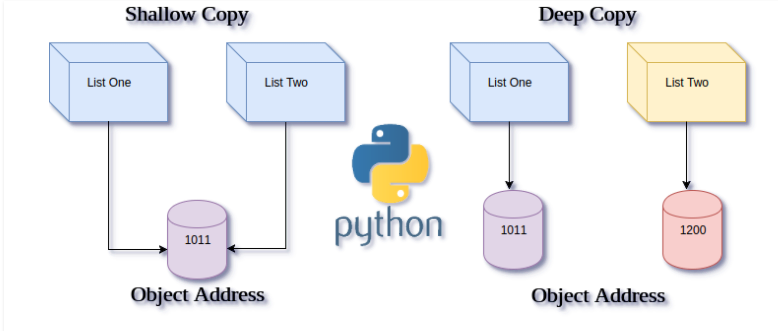 Shallow Copy
Deep Copy
List One
List Two
List One
List Two
python
1011
1011
1200
Object Address
Object Address